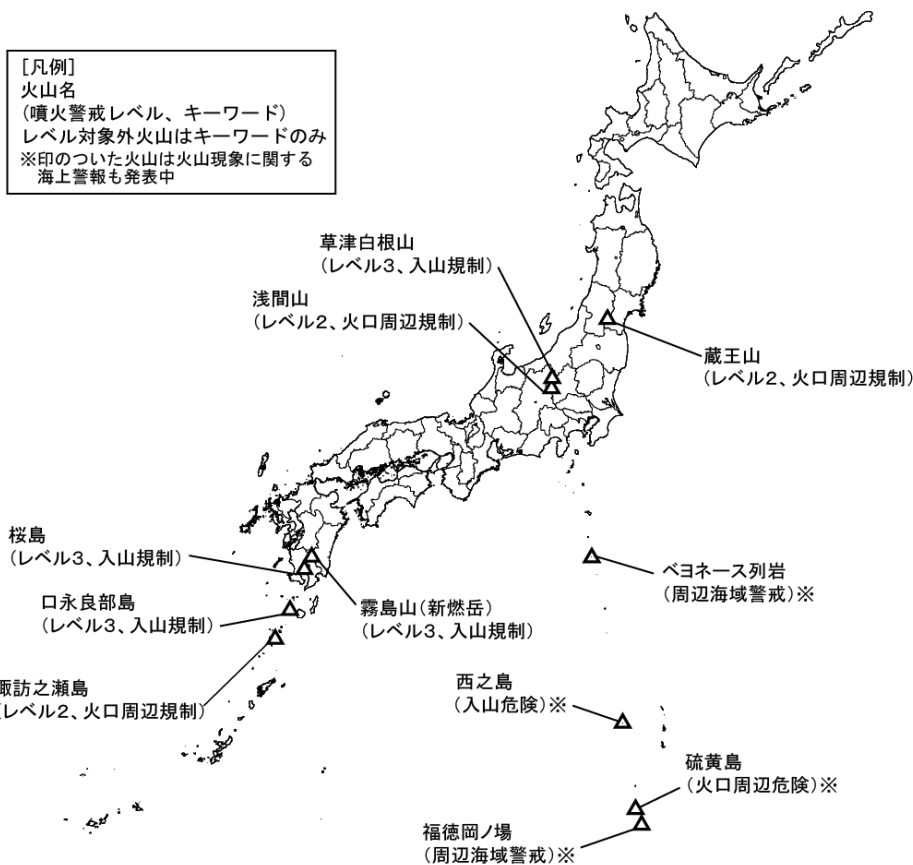 [凡例]
火山名
(噴火警戒レベル、キーワード)
レベル対象外火山はキーワードのみ
※印のついた火山は火山現象に関する
海上警報も発表中
草津白根山
(レベル3、入山規制)
浅間山
(レベル2、火口周辺規制)
蔵王山
(レベル2、火口周辺規制)
桜島
(レベル3、入山規制)
口永良部島
(レベル3、入山規制)
霧島山(新燃岳)
(レベル3、入山規制)
ベヨネース列岩
(周辺海域警戒)※
諏訪之瀬島
(レベル2、火口周辺規制)
西之島
(入山危険)※
硫黄島
(火口周辺危険)※
福徳岡ノ場
(周辺海域警戒)※